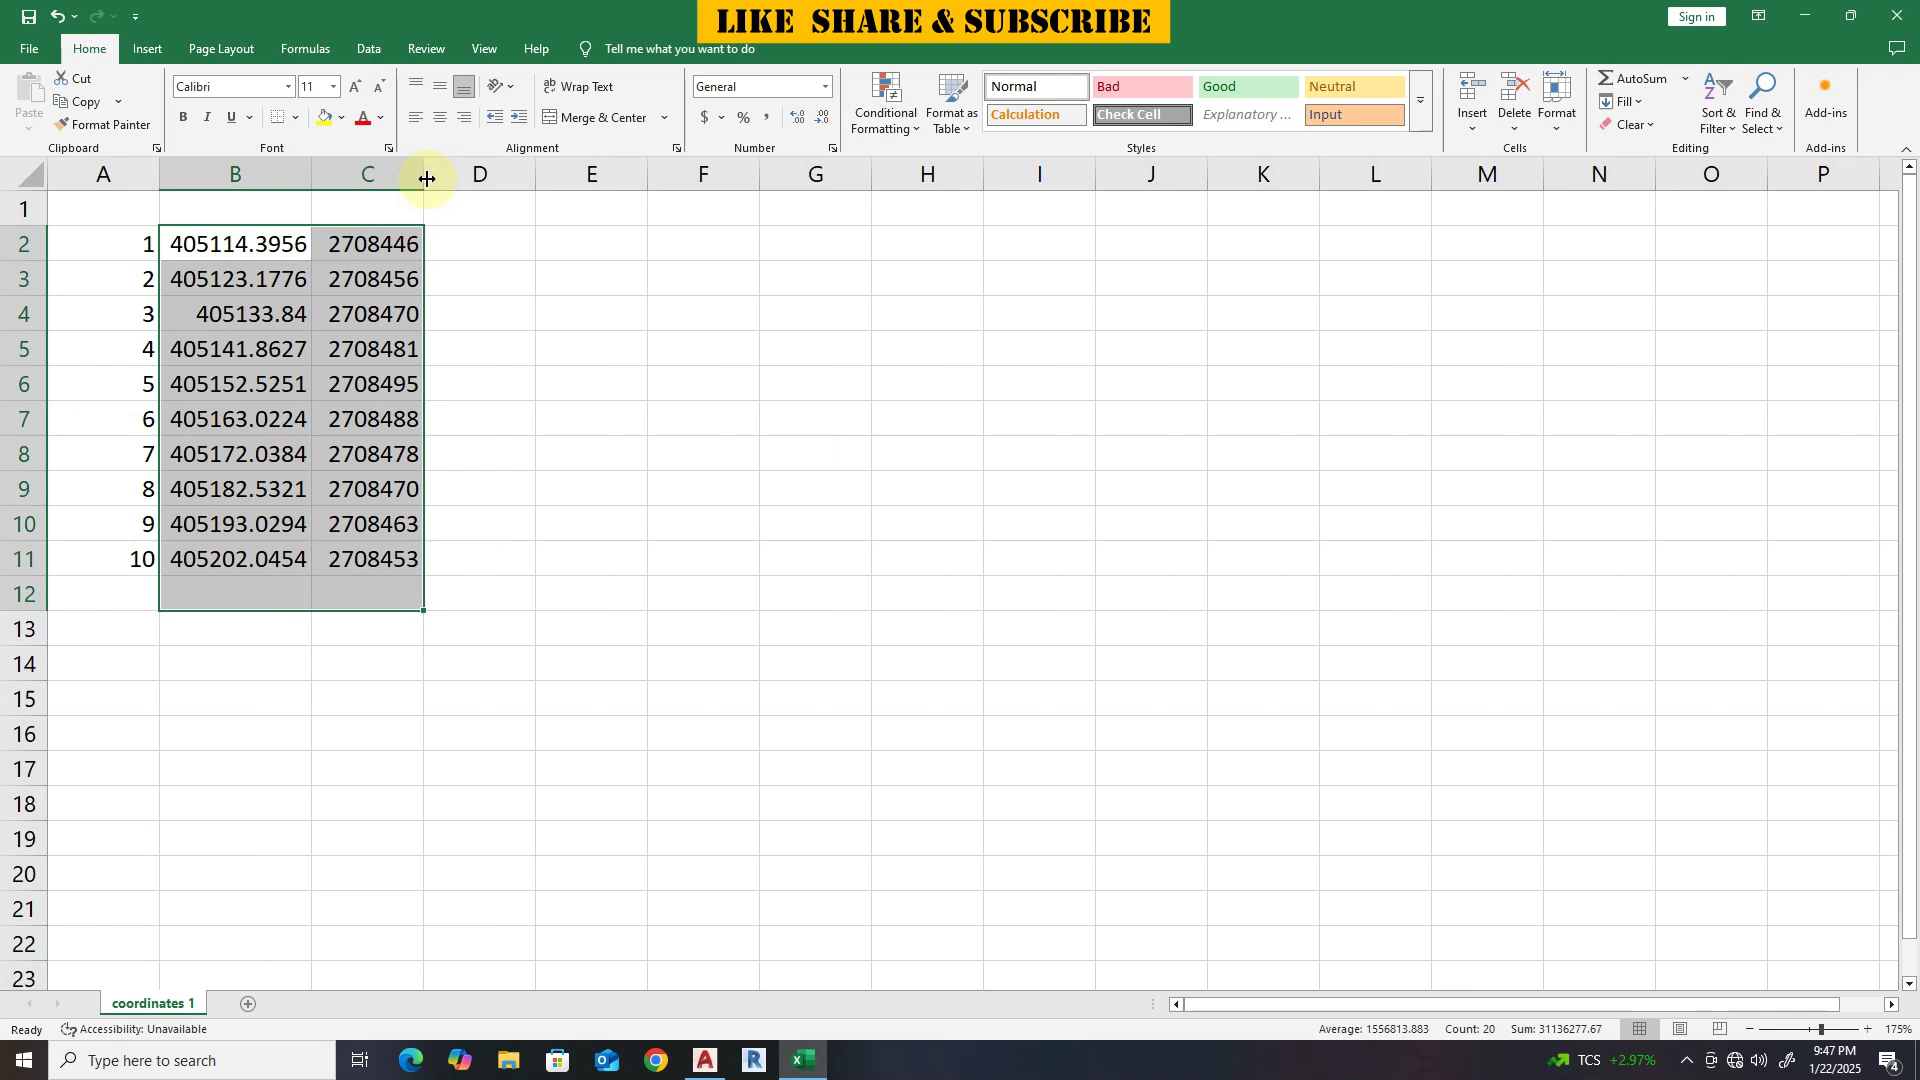 LIKE SHARE & SUBSCRIBE
Sign in
File Home Insert Page Layout Formulas Data Review View Help Tell me what you want to do
Paste
Cut
Copy
Format Painter
Clipboard
Calibri 11
B I U
Font
Wrap Text
Merge & Center
Alignment
General
$ % ,
Number
Conditional Formatting
Format as Table
Normal Bad Good Neutral
Calculation Check Cell Explanatory ... Input
Styles
Insert Delete Format
Cells
AutoSum
Fill
Clear
Sort & Filter
Find & Select
Editing
Add-ins
Add-ins
A B C D E F G H I J K L M N O P
1
2 1 405114.3956 2708446
3 2 405123.1776 2708456
4 3 405133.84 2708470
5 4 405141.8627 2708481
6 5 405152.5251 2708495
7 6 405163.0224 2708488
8 7 405172.0384 2708478
9 8 405182.5321 2708470
10 9 405193.0294 2708463
11 10 405202.0454 2708453
12
13
14
15
16
17
18
19
20
21
22
23
coordinates 1
Ready Accessibility: Unavailable Average: 1556813.883 Count: 20 Sum: 31136277.67 175%
Type here to search
TCS +2.97%
9:47 PM
1/22/2025
4